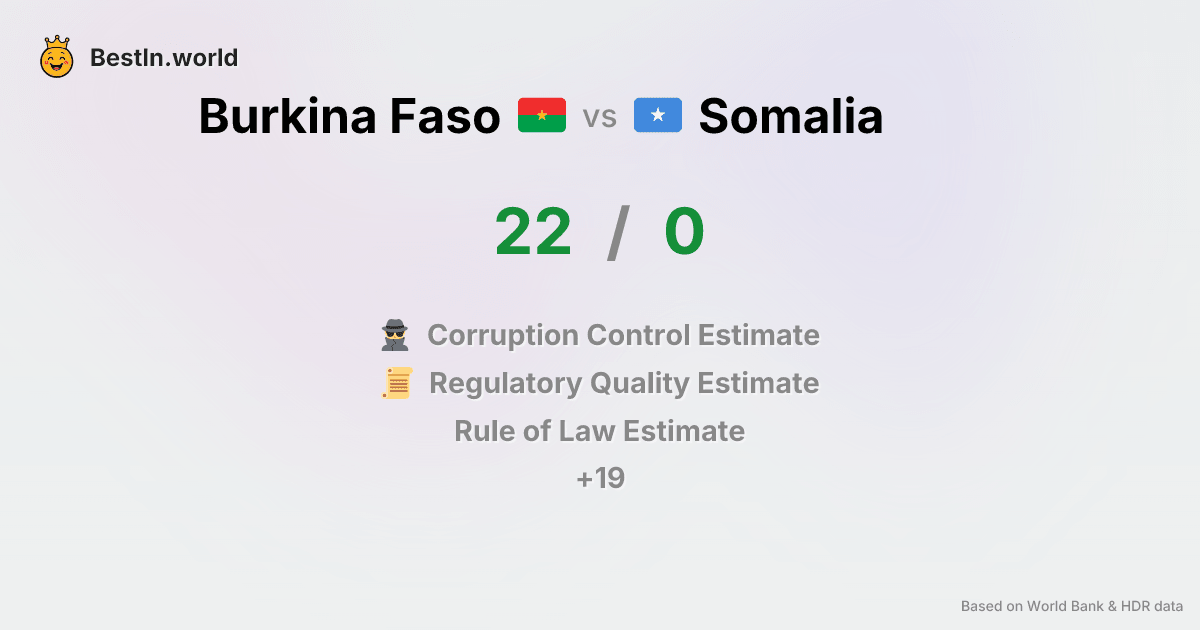 BestIn.world
Burkina Faso vs Somalia
22 / 0
Corruption Control Estimate
Regulatory Quality Estimate
Rule of Law Estimate
+19
Based on World Bank & HDR data